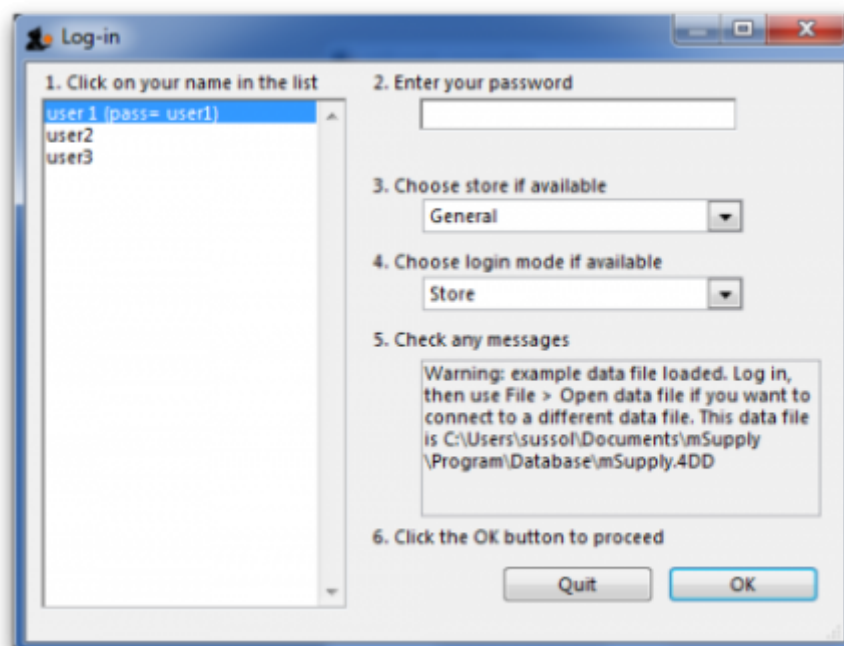 Log-in
1. Click on your name in the list
user 1 (pass= user1)
user2
user3
2. Enter your password
3. Choose store if available
General
4. Choose login mode if available
Store
5. Check any messages
Warning: example data file loaded. Log in,
then use File > Open data file if you want to
connect to a different data file. This data file
is C:\Users\sussol\Documents\mSupply
\Program\Database\mSupply.4DD
6. Click the OK button to proceed
Quit
OK